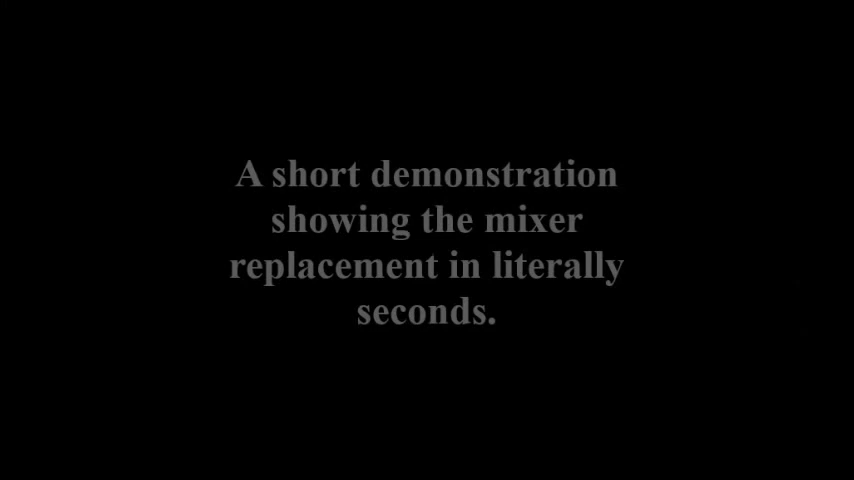 A short demonstration
showing the mixer
replacement in literally
seconds.